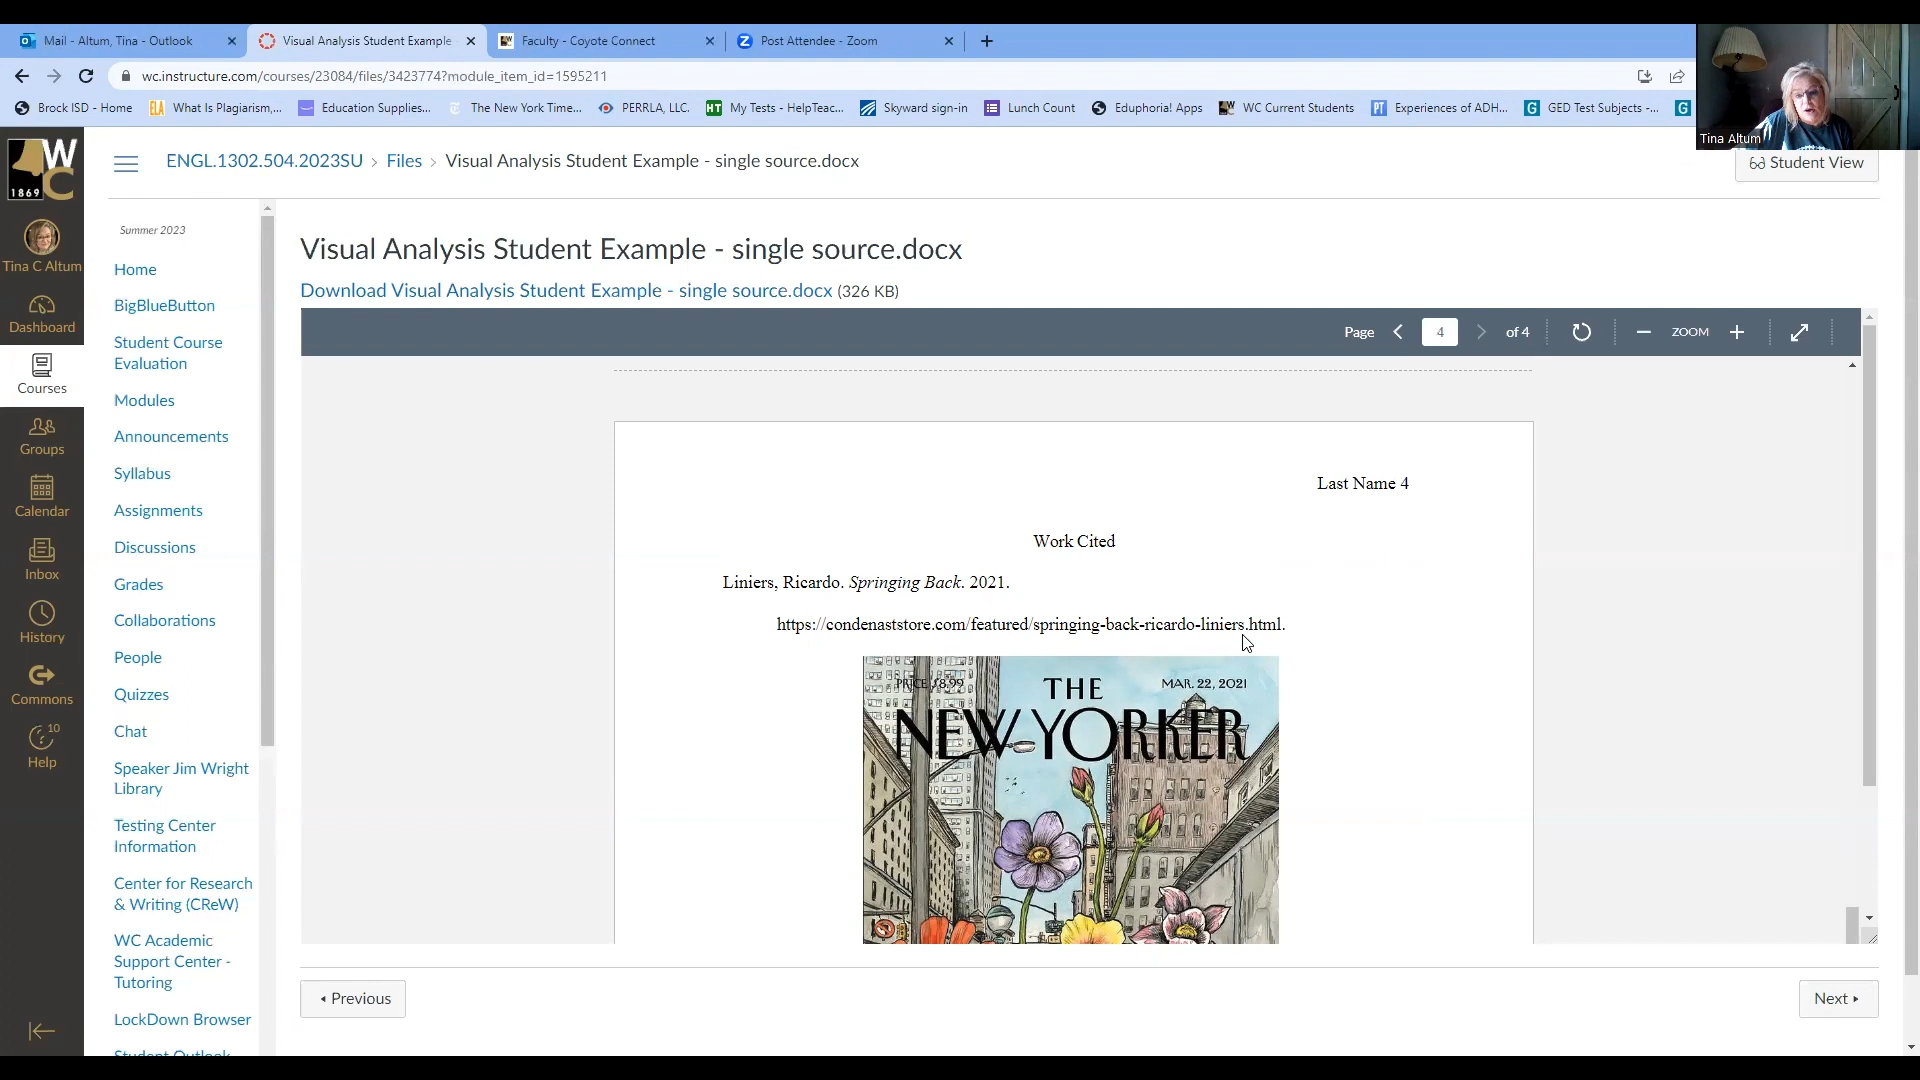 Mail - Altum, Tina - Outlook
Visual Analysis Student Example
Faculty - Coyote Connect
Post Attendee - Zoom
wc.instructure.com/courses/23084/files/3423774?module_item_id=1595211
Brock ISD - Home
What Is Plagiarism,...
Education Supplies...
The New York Time...
PERRLA, LLC.
My Tests - HelpTeac...
Skyward sign-in
Lunch Count
Eduphoria! Apps
WC Current Students
Experiences of ADH...
GED Test Subjects -...
Tina Altum
WC
1869
ENGL.1302.504.2023SU > Files > Visual Analysis Student Example - single source.docx
Student View
Tina C Altum
Dashboard
Courses
Groups
Calendar
Inbox
History
Commons
10
Help
Summer 2023
Home
BigBlueButton
Student Course
Evaluation
Modules
Announcements
Syllabus
Assignments
Discussions
Grades
Collaborations
People
Quizzes
Chat
Speaker Jim Wright
Library
Testing Center
Information
Center for Research
& Writing (CReW)
WC Academic
Support Center -
Tutoring
LockDown Browser
Student Outlook
Visual Analysis Student Example - single source.docx
Download Visual Analysis Student Example - single source.docx (326 KB)
Page 4 of 4 ZOOM
Last Name 4
Work Cited
Liniers, Ricardo. Springing Back. 2021.
https://condenaststore.com/featured/springing-back-ricardo-liniers.html.
PRICE $8.99
THE
MAR. 22, 2021
NEW YORKER
Previous
Next